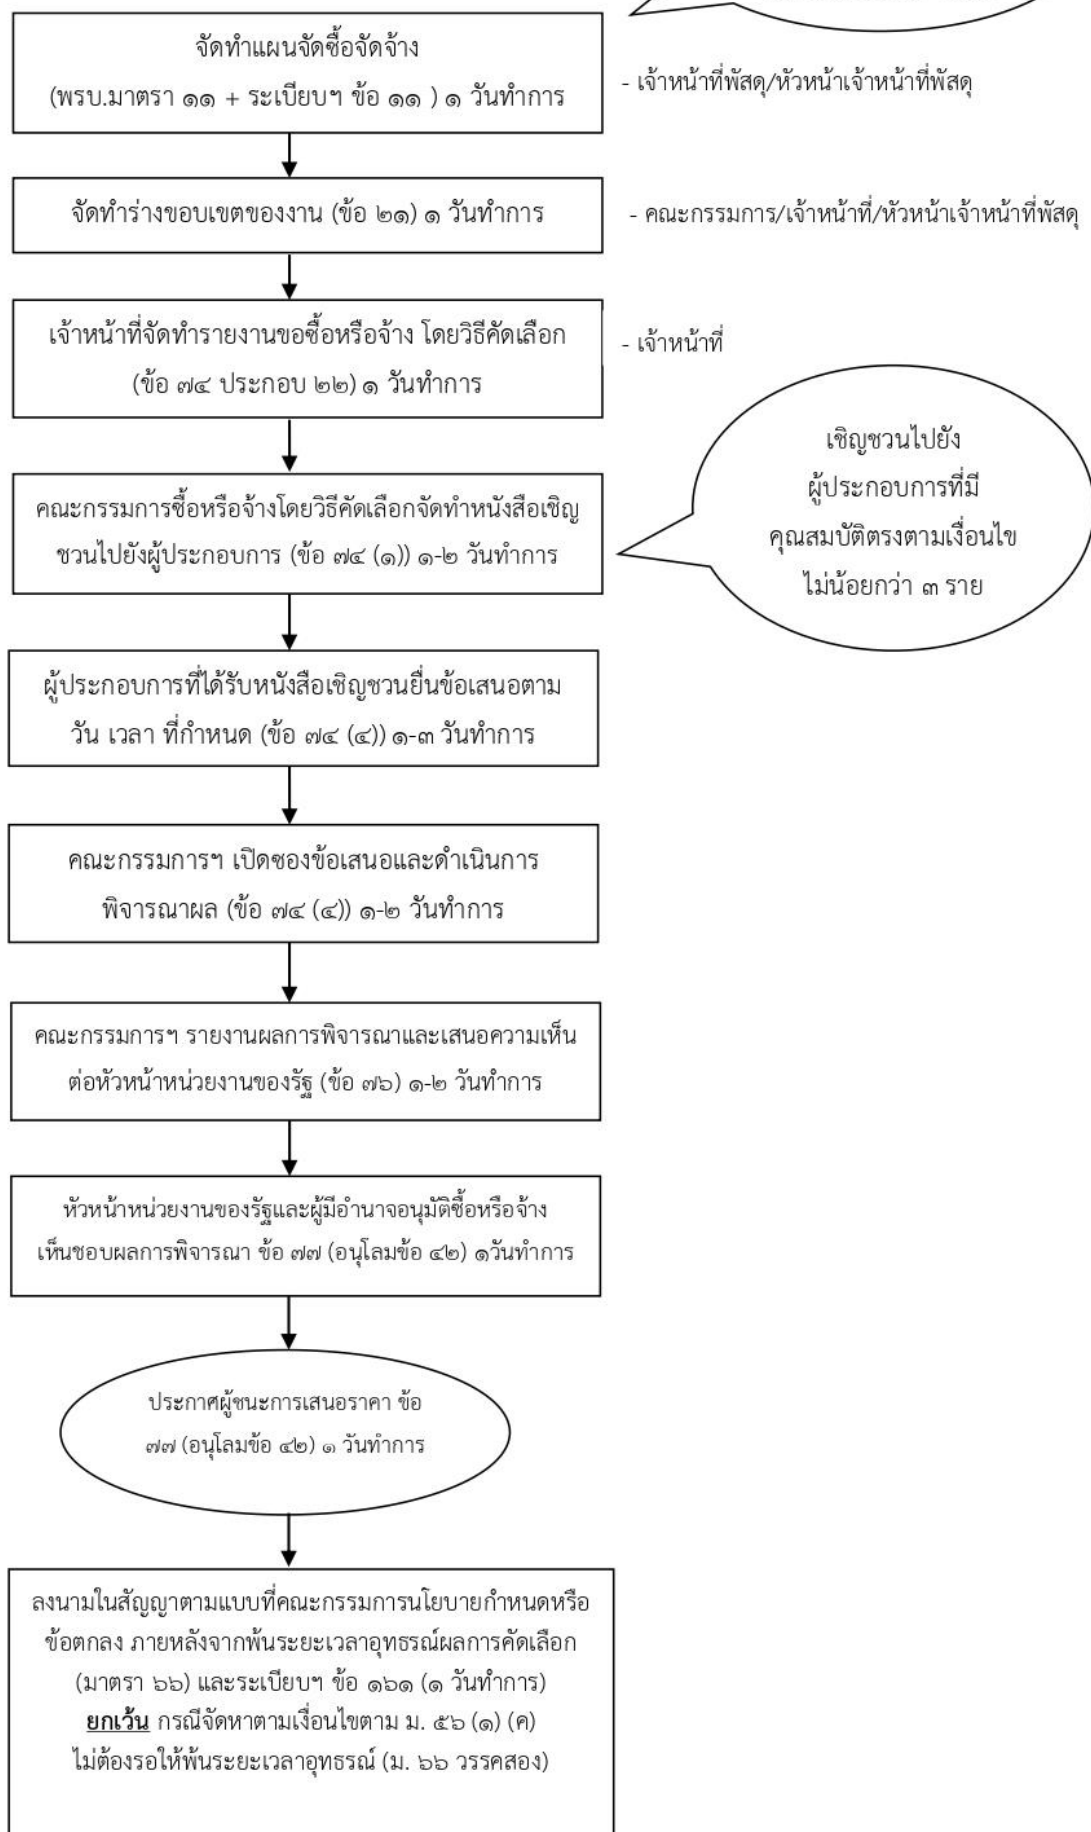 จัดทำแผนจัดซื้อจัดจ้าง
(พรบ.มาตรา ๑๑ + ระเบียบฯ ข้อ ๑๑ ) ๑ วันทำการ
- เจ้าหน้าที่พัสดุ/หัวหน้าเจ้าหน้าที่พัสดุ
จัดทำร่างขอบเขตของงาน (ข้อ ๒๑) ๑ วันทำการ
- คณะกรรมการ/เจ้าหน้าที่/หัวหน้าเจ้าหน้าที่พัสดุ
เจ้าหน้าที่จัดทำรายงานขอซื้อหรือจ้าง โดยวิธีคัดเลือก
(ข้อ ๗๔ ประกอบ ๒๒) ๑ วันทำการ
- เจ้าหน้าที่
คณะกรรมการซื้อหรือจ้างโดยวิธีคัดเลือกจัดทำหนังสือเชิญ
ชวนไปยังผู้ประกอบการ (ข้อ ๗๔ (๑)) ๑-๒ วันทำการ
เชิญชวนไปยัง
ผู้ประกอบการที่มี
คุณสมบัติตรงตามเงื่อนไข
ไม่น้อยกว่า ๓ ราย
ผู้ประกอบการที่ได้รับหนังสือเชิญชวนยื่นข้อเสนอตาม
วัน เวลา ที่กำหนด (ข้อ ๗๔ (๔)) ๑-๓ วันทำการ
คณะกรรมการฯ เปิดซองข้อเสนอและดำเนินการ
พิจารณาผล (ข้อ ๗๔ (๔)) ๑-๒ วันทำการ
คณะกรรมการฯ รายงานผลการพิจารณาและเสนอความเห็น
ต่อหัวหน้าหน่วยงานของรัฐ (ข้อ ๗๖) ๑-๒ วันทำการ
หัวหน้าหน่วยงานของรัฐและผู้มีอำนาจอนุมัติซื้อหรือจ้าง
เห็นชอบผลการพิจารณา ข้อ ๗๗ (อนุโลมข้อ ๔๒) ๑วันทำการ
ประกาศผู้ชนะการเสนอราคา ข้อ
๗๗ (อนุโลมข้อ ๔๒) ๑ วันทำการ
ลงนามในสัญญาตามแบบที่คณะกรรมการนโยบายกำหนดหรือ
ข้อตกลง ภายหลังจากพ้นระยะเวลาอุทธรณ์ผลการคัดเลือก
(มาตรา ๖๖) และระเบียบฯ ข้อ ๑๖๑ (๑ วันทำการ)
ยกเว้น กรณีจัดหาตามเงื่อนไขตาม ม. ๕๖ (๑) (ค)
ไม่ต้องรอให้พ้นระยะเวลาอุทธรณ์ (ม. ๖๖ วรรคสอง)